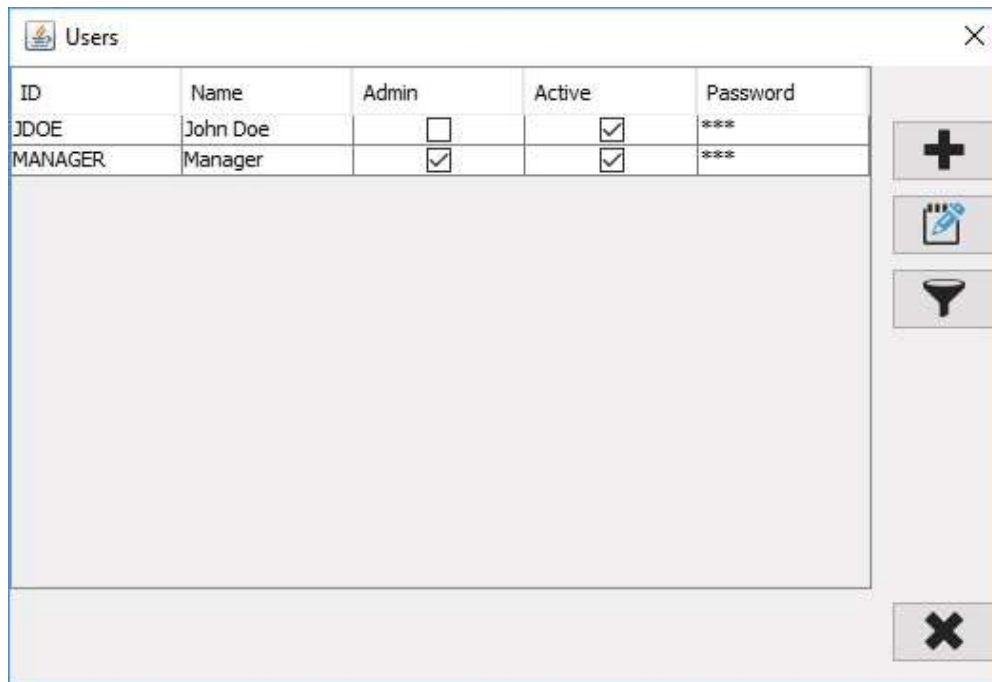 Users
ID Name Admin Active Password
JDOE John Doe ***
MANAGER Manager ***